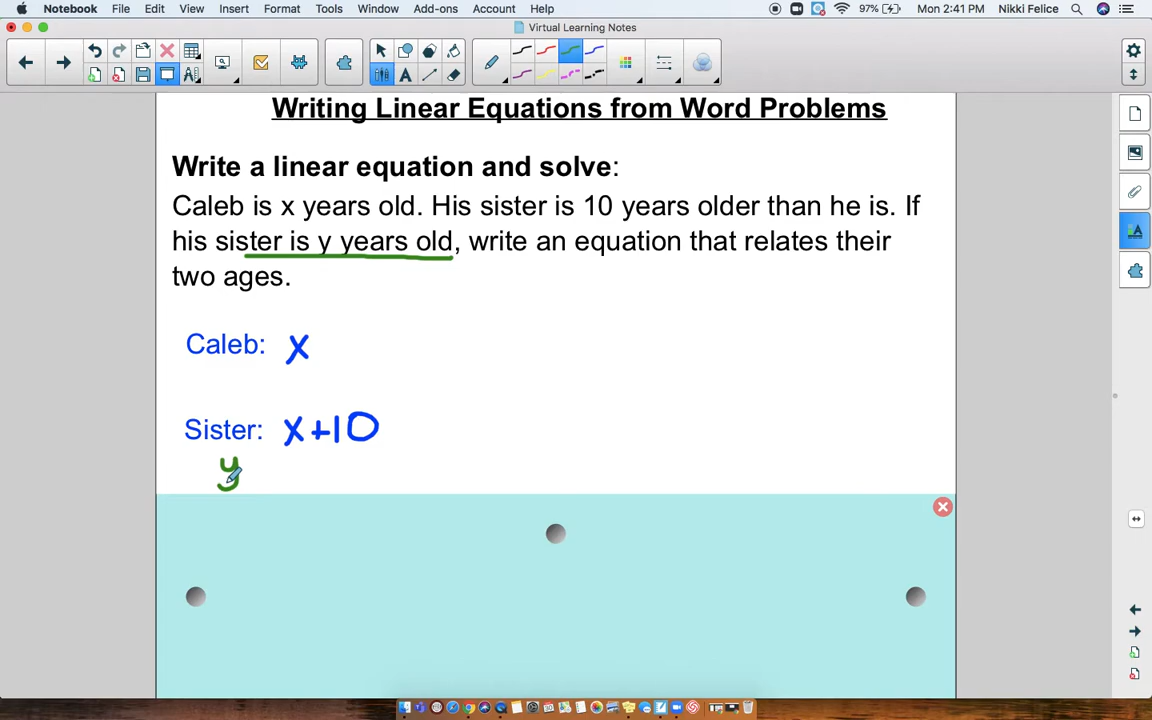 Notebook File Edit View Insert Format Tools Window Add-ons Account Help 97% Mon 2:41 PM Nikki Felice
Virtual Learning Notes
Writing Linear Equations from Word Problems
Write a linear equation and solve:
Caleb is x years old. His sister is 10 years older than he is. If
his sister is y years old, write an equation that relates their
two ages.
Caleb: x
Sister: x+10
y